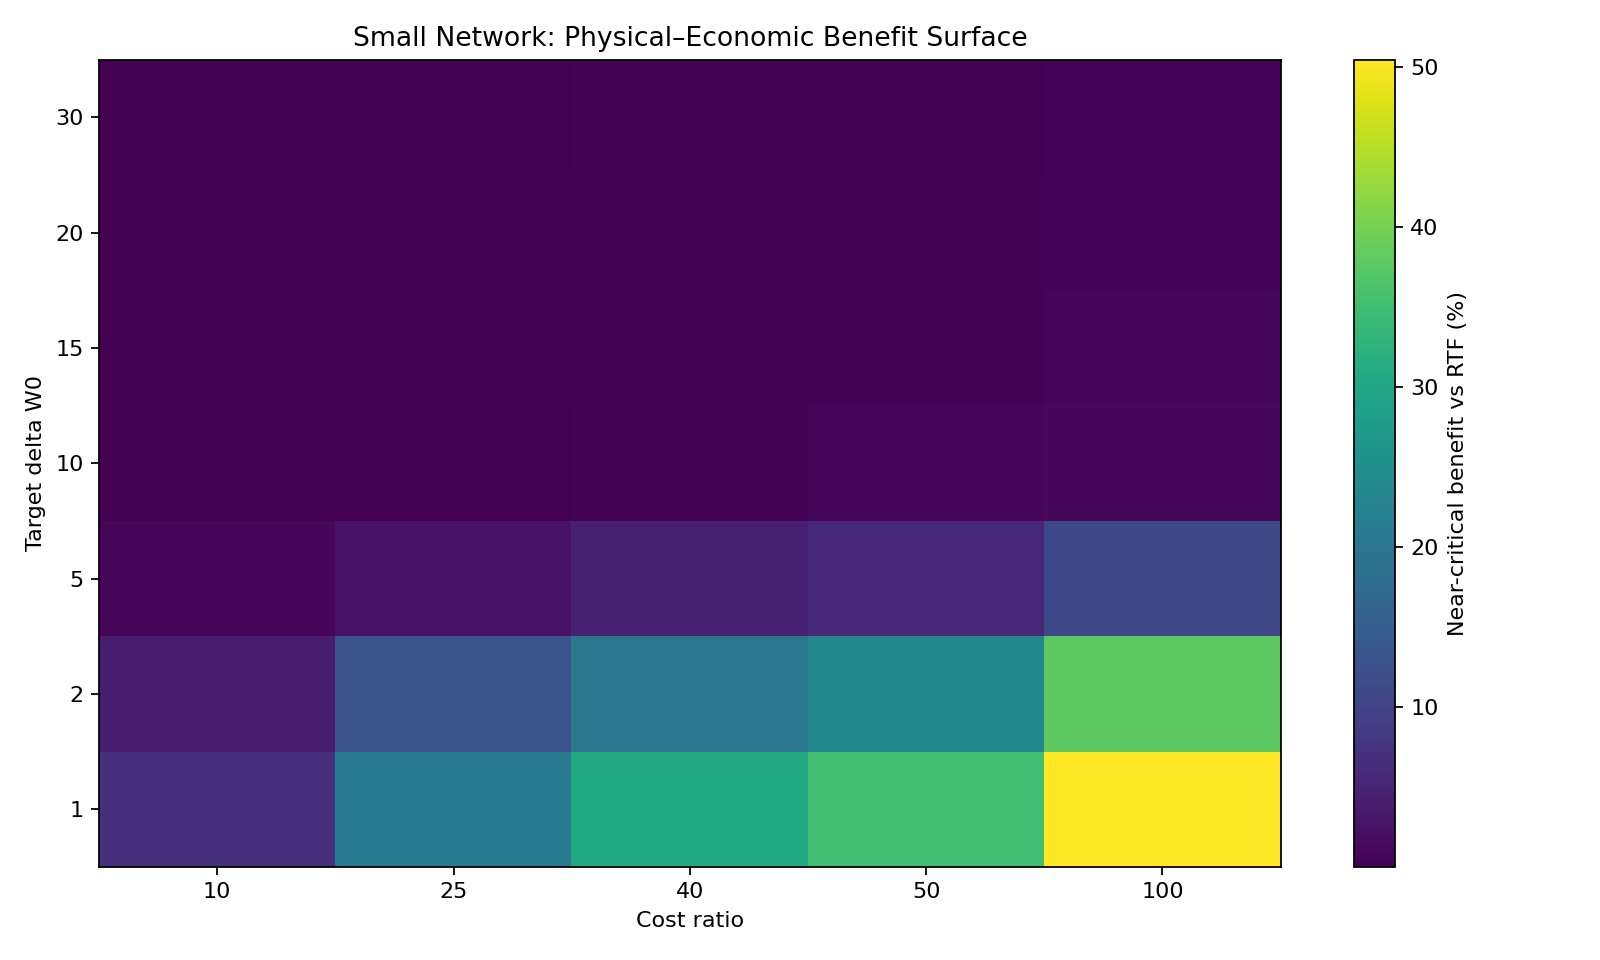 Small Network: Physical–Economic Benefit Surface
Target delta W0
30
20
15
10
5
2
1
10 25 40 50 100
Cost ratio
50
40
30
20
10
Near-critical benefit vs RTF (%)